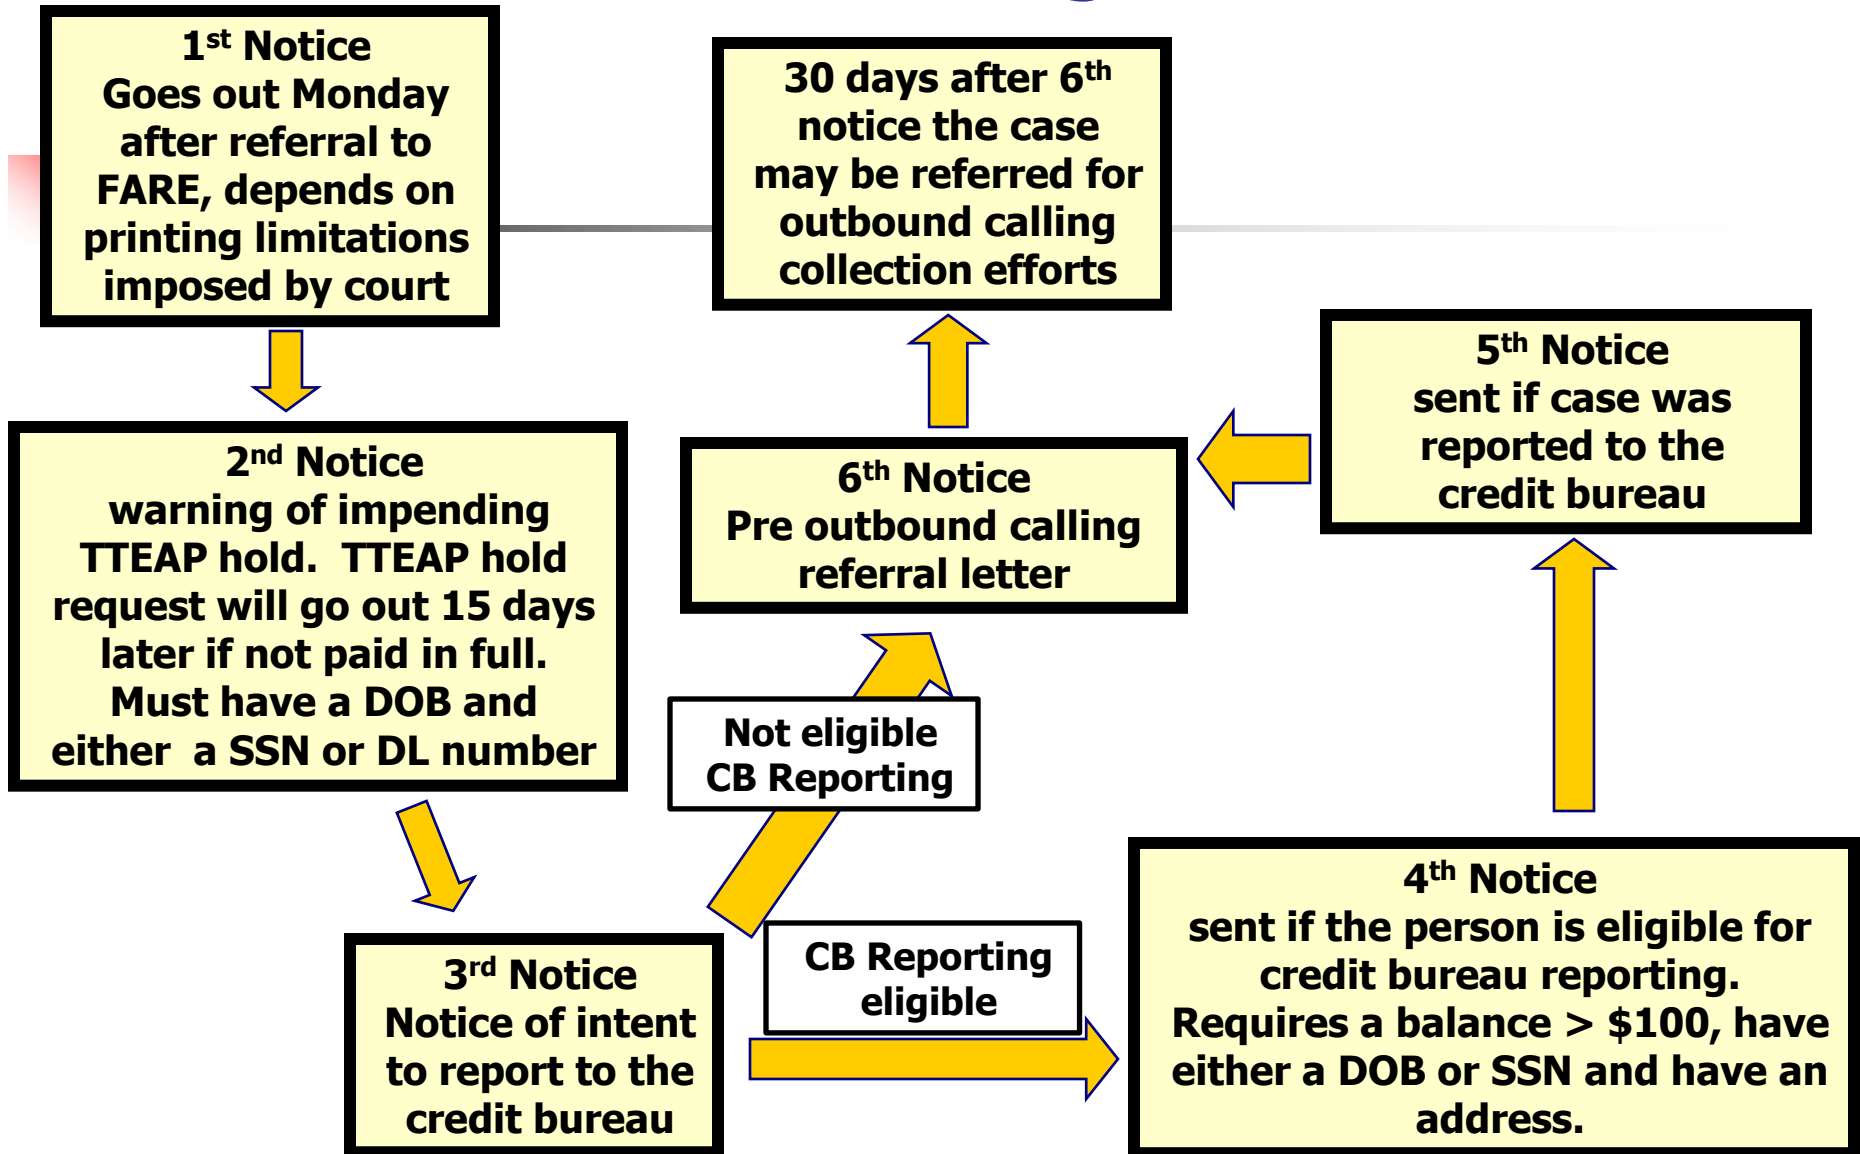 1st Notice
Goes out Monday
after referral to
FARE, depends on
printing limitations
imposed by court
30 days after 6th
notice the case
may be referred for
outbound calling
collection efforts
5th Notice
sent if case was
reported to the
credit bureau
2nd Notice
warning of impending
TTEAP hold. TTEAP hold
request will go out 15 days
later if not paid in full.
Must have a DOB and
either a SSN or DL number
6th Notice
Pre outbound calling
referral letter
Not eligible
CB Reporting
3rd Notice
Notice of intent
to report to the
credit bureau
CB Reporting
eligible
4th Notice
sent if the person is eligible for
credit bureau reporting.
Requires a balance > $100, have
either a DOB or SSN and have an
address.